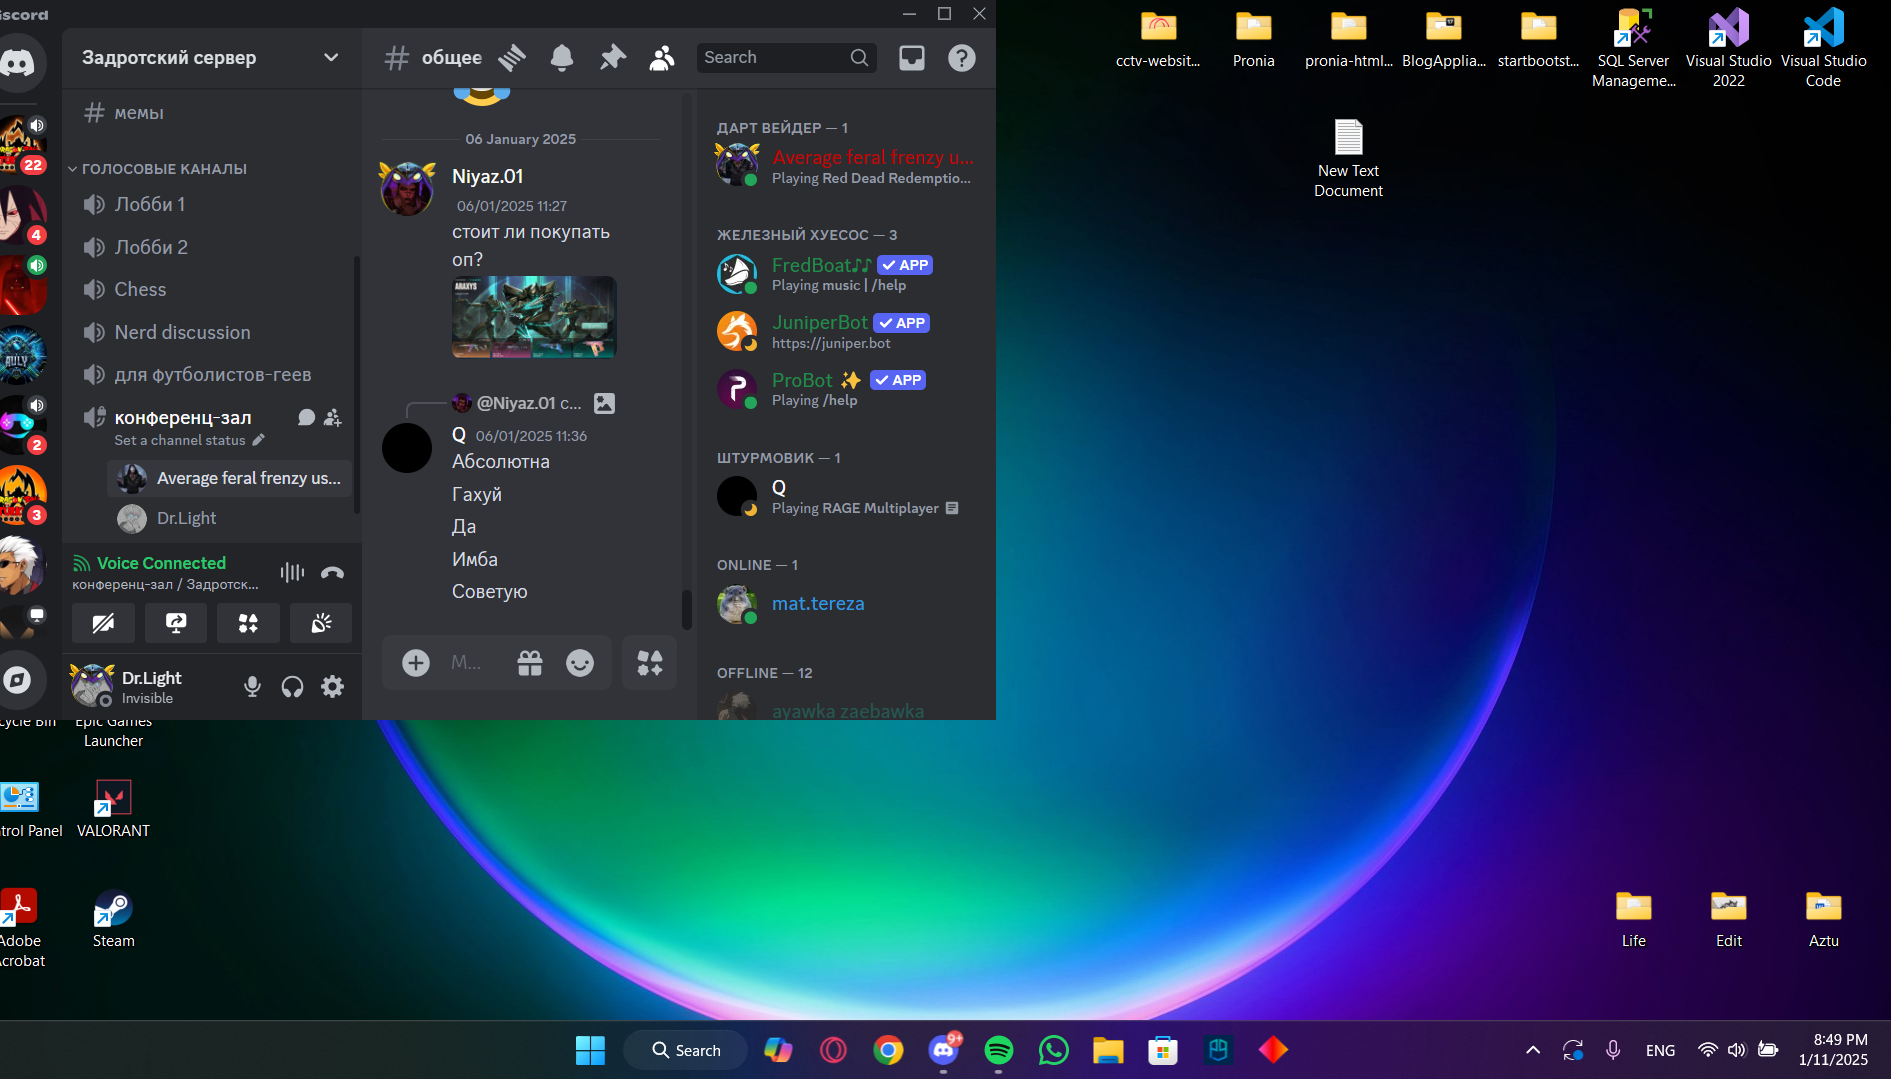 iscord
Задротский сервер
общее
Search
мемы
ГОЛОСОВЫЕ КАНАЛЫ
Лобби 1
Лобби 2
Chess
Nerd discussion
для футболистов-геев
конференц-зал
Set a channel status
Average feral frenzy us...
Dr.Light
Voice Connected
конференц-зал / Задротск...
Dr.Light
Invisible
22
4
2
3
06 January 2025
Niyaz.01
06/01/2025 11:27
стоит ли покупать
оп?
ARAXYS
@Niyaz.01 с...
Q 06/01/2025 11:36
Абсолютна
Гахуй
Да
Имба
Советую
М...
ДАРТ ВЕЙДЕР — 1
Average feral frenzy u...
Playing Red Dead Redemptio...
ЖЕЛЕЗНЫЙ ХУЕСОС — 3
FredBoat♪♪ APP
Playing music | /help
JuniperBot APP
https://juniper.bot
ProBot ✨ APP
Playing /help
ШТУРМОВИК — 1
Q
Playing RAGE Multiplayer
ONLINE — 1
mat.tereza
OFFLINE — 12
ayawka zaebawka
cctv-websit...
Pronia
pronia-html...
BlogApplia...
startbootst...
SQL Server
Manageme...
Visual Studio
2022
Visual Studio
Code
New Text
Document
cycle Bin
Epic Games
Launcher
trol Panel
VALORANT
Adobe
crobat
Steam
Life
Edit
Aztu
Search
9+
ENG
8:49 PM
1/11/2025